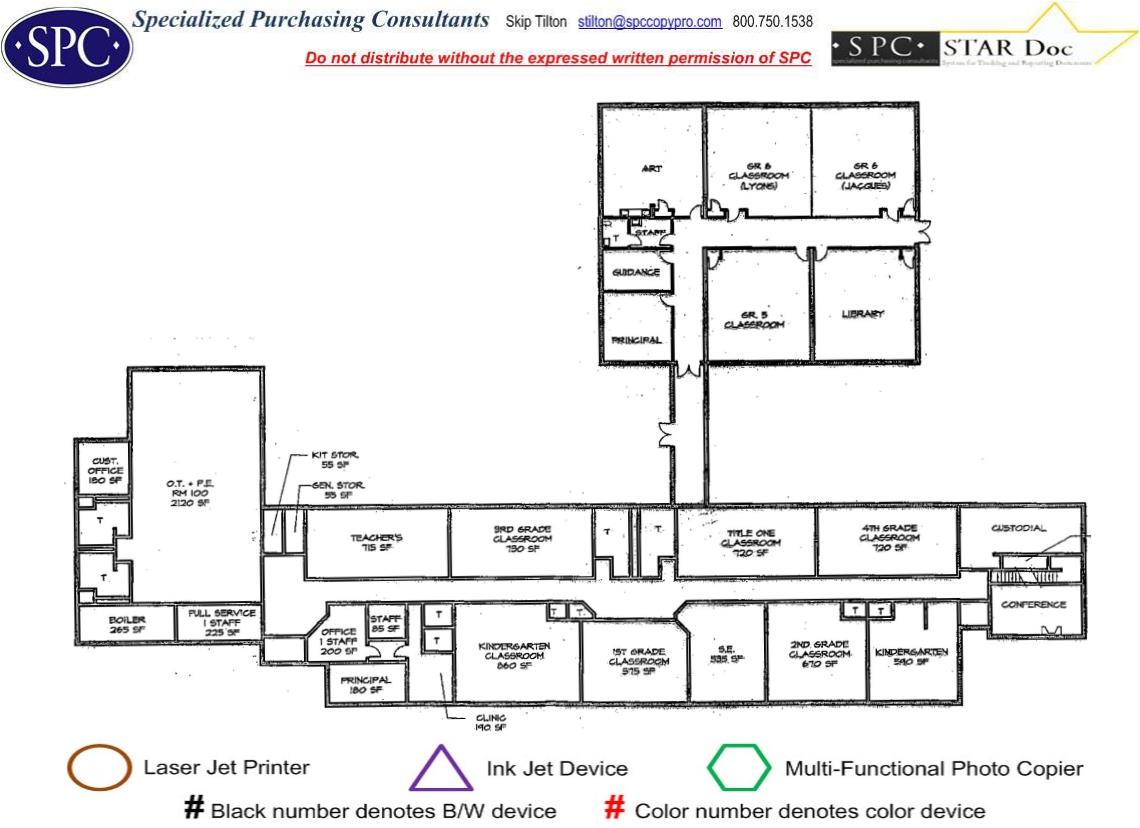 SPC
Specialized Purchasing Consultants Skip Tilton stilton@spccopypro.com 800.750.1538
Do not distribute without the expressed written permission of SPC
SPC
specialized purchasing consultants
STAR Doc
System for Tracking and Reporting Documents
ART
GR 6
CLASSROOM
(LYONS)
GR 6
CLASSROOM
(JACQUES)
T
STAFF
GUIDANCE
PRINCIPAL
GR. 5
CLASSROOM
LIBRARY
CUST.
OFFICE
180 SF
T
T
O.T. + P.E.
RM 100
2120 SF
KIT STOR.
55 SF
GEN. STOR.
55 SF
TEACHER'S
715 SF
3RD GRADE
CLASSROOM
730 SF
T
T
TITLE ONE
CLASSROOM
720 SF
4TH GRADE
CLASSROOM
720 SF
CUSTODIAL
CONFERENCE
BOILER
265 SF
FULL SERVICE
1 STAFF
225 SF
OFFICE
1 STAFF
200 SF
STAFF
85 SF
T
T
PRINCIPAL
180 SF
CLINIC
190 SF
KINDERGARTEN
CLASSROOM
860 SF
T
T
1ST GRADE
CLASSROOM
575 SF
S.E.
535 SF
2ND GRADE
CLASSROOM
670 SF
T
T
KINDERGARTEN
590 SF
Laser Jet Printer
Ink Jet Device
Multi-Functional Photo Copier
# Black number denotes B/W device
# Color number denotes color device